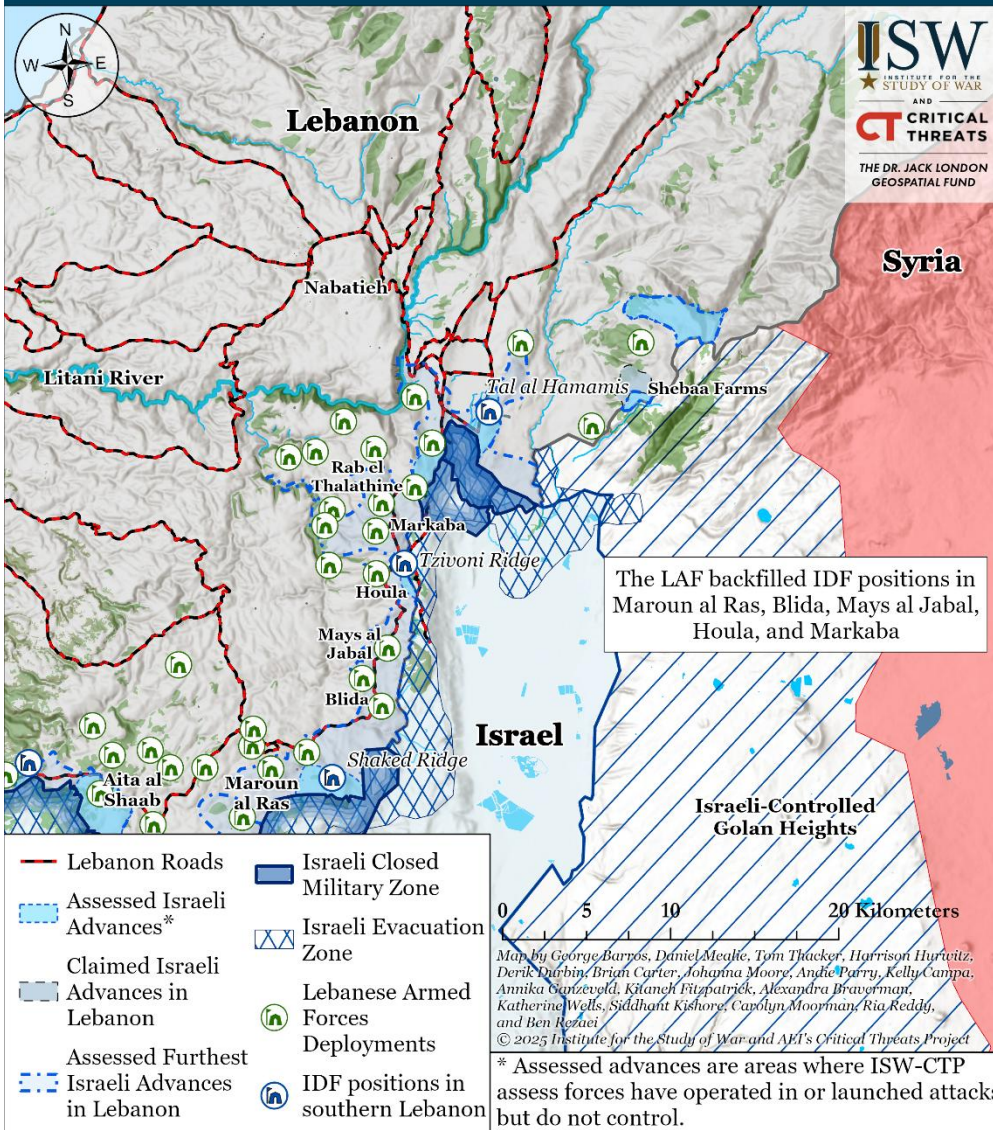 N
W E
S
ISW
INSTITUTE FOR THE
STUDY OF WAR
AND
CT CRITICAL
THREATS
THE DR. JACK LONDON
GEOSPATIAL FUND
Lebanon
Syria
Nabatieh
Litani River
Tal al Hamamis
Shebaa Farms
Rab el
Thalathine
Markaba
Tzivoni Ridge
Houla
The LAF backfilled IDF positions in
Maroun al Ras, Blida, Mays al Jabal,
Houla, and Markaba
Mays al
Jabal
Blida
Israel
Shaked Ridge
Aita al
Shaab
Maroun
al Ras
Israeli-Controlled
Golan Heights
Lebanon Roads
Assessed Israeli
Advances*
Claimed Israeli
Advances in
Lebanon
Assessed Furthest
Israeli Advances
in Lebanon
Israeli Closed
Military Zone
Israeli Evacuation
Zone
Lebanese Armed
Forces
Deployments
IDF positions in
southern Lebanon
0 5 10 20 Kilometers
Map by George Barros, Daniel Mealie, Tom Thacker, Harrison Hurwitz,
Derik Durbin, Brian Carter, Johanna Moore, Andie Parry, Kelly Campa,
Annika Ganzeveld, Kitaneh Fitzpatrick, Alexandra Braverman,
Katherine Wells, Siddhant Kishore, Carolyn Moorman, Ria Reddy,
and Ben Rezaei
© 2025 Institute for the Study of War and AEI's Critical Threats Project
* Assessed advances are areas where ISW-CTP
assess forces have operated in or launched attacks
but do not control.